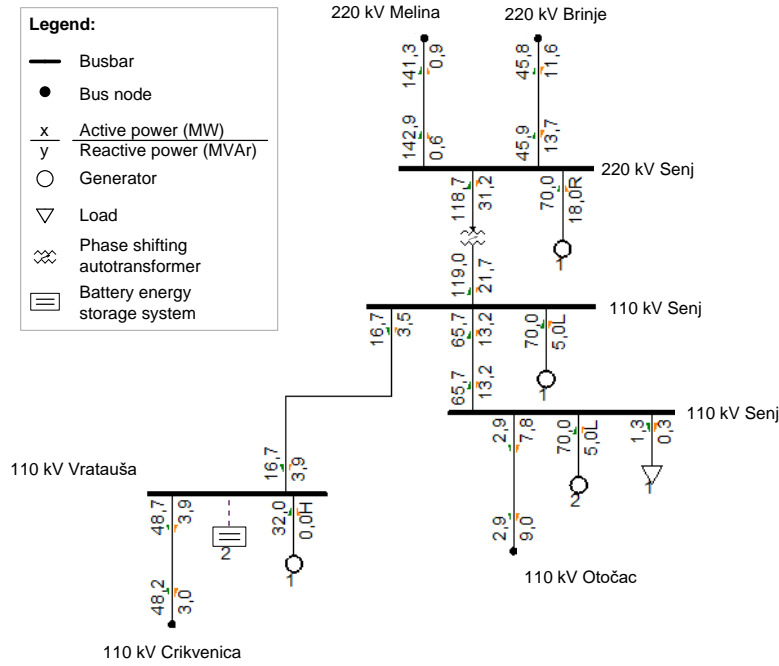 220 kV Melina
220 kV Brinje
Legend:
Busbar
Bus node
x Active power (MW)
y Reactive power (MVAr)
Generator
Load
Phase shifting
autotransformer
Battery energy
storage system
141,3
0,9
45,8
11,6
142,9
0,6
45,9
13,7
220 kV Senj
118,7
31,2
70,0
18,0R
1
119,0
21,7
110 kV Senj
16,7
3,5
65,7
13,2
70,0
5,0L
1
65,7
13,2
110 kV Senj
2,9
7,8
70,0
5,0L
1,3
0,3
2
1
16,7
3,9
110 kV Vratauša
48,7
3,9
2
32,0
0,0H
1
2,9
9,0
110 kV Otočac
48,2
3,0
110 kV Crikvenica